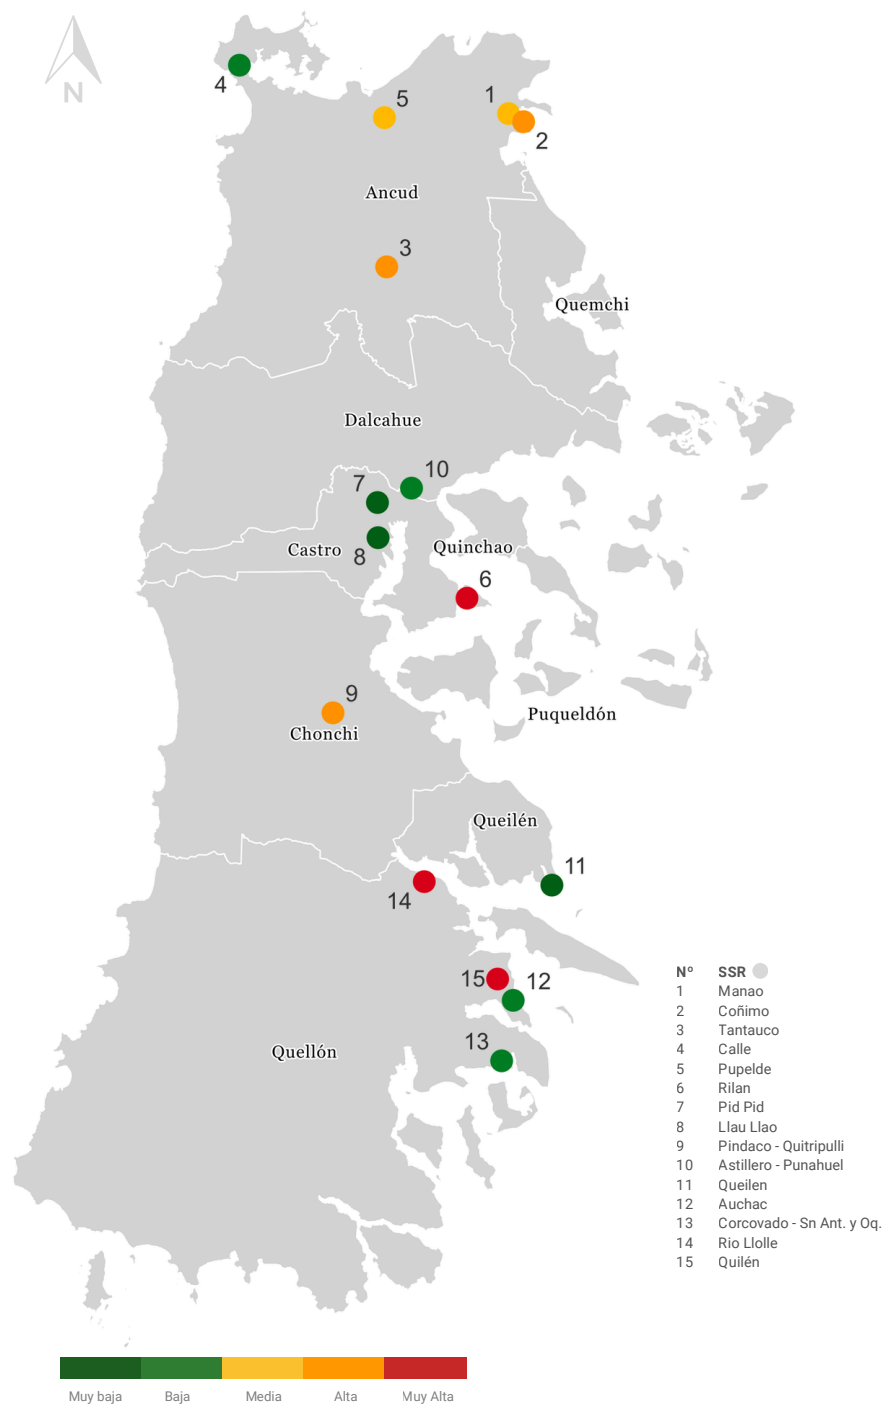 N
4
5
1
2
Ancud
3
Quemchi
Dalcahue
10
7
Castro
8
Quinchao
6
9
Chonchi
Puqueldón
Queilén
11
14
15
12
13
Quellón
Nº SSR
1 Manao
2 Coñimo
3 Tantauco
4 Calle
5 Pupelde
6 Rilan
7 Pid Pid
8 Llau Llao
9 Pindaco - Quitripulli
10 Astillero - Punahuel
11 Queilen
12 Auchac
13 Corcovado - Sn Ant. y Oq.
14 Rio Llolle
15 Quilén
Muy baja Baja Media Alta Muy Alta